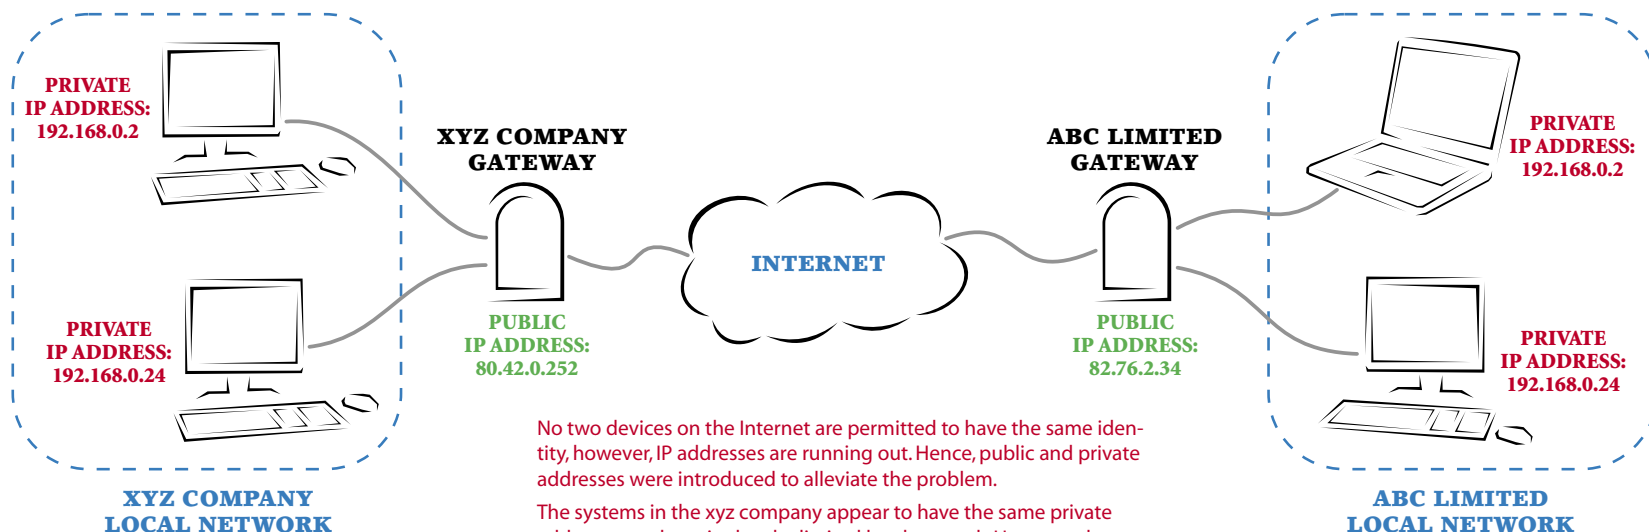 PRIVATE
IP ADDRESS:
192.168.0.2
XYZ COMPANY
GATEWAY
ABC LIMITED
GATEWAY
PRIVATE
IP ADDRESS:
192.168.0.2
INTERNET
PRIVATE
IP ADDRESS:
192.168.0.24
PUBLIC
IP ADDRESS:
80.42.0.252
PUBLIC
IP ADDRESS:
82.76.2.34
PRIVATE
IP ADDRESS:
192.168.0.24
No two devices on the Internet are permitted to have the same iden-
tity, however, IP addresses are running out. Hence, public and private
addresses were introduced to alleviate the problem.
The systems in the xyz company appear to have the same private
XYZ COMPANY
LOCAL NETWORK
ABC LIMITED
LOCAL NETWORK